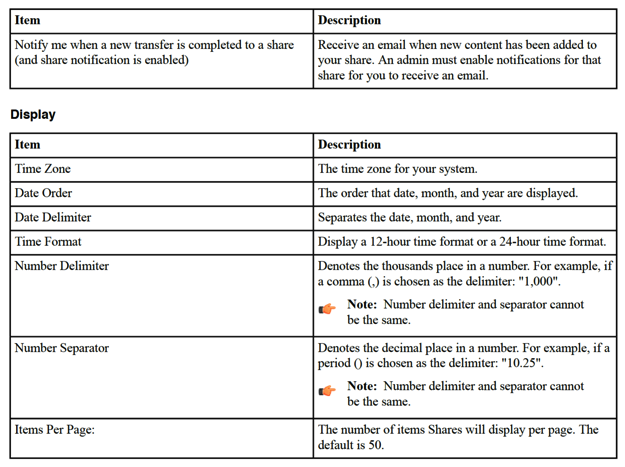 Item Description
Notify me when a new transfer is completed to a share Receive an email when new content has been added to
(and share notification is enabled) your share. An admin must enable notifications for that
share for you to receive an email.
Display
Item Description
Time Zone The time zone for your system.
Date Order The order that date, month, and year are displayed.
Date Delimiter Separates the date, month, and year.
Time Format Display a 12-hour time format or a 24-hour time format.
Number Delimiter Denotes the thousands place in a number. For example, if
a comma (,) is chosen as the delimiter: "1,000".
Note: Number delimiter and separator cannot
be the same.
Number Separator Denotes the decimal place in a number. For example, if a
period () is chosen as the delimiter: "10.25".
Note: Number delimiter and separator cannot
be the same.
Items Per Page: The number of items Shares will display per page. The
default is 50.